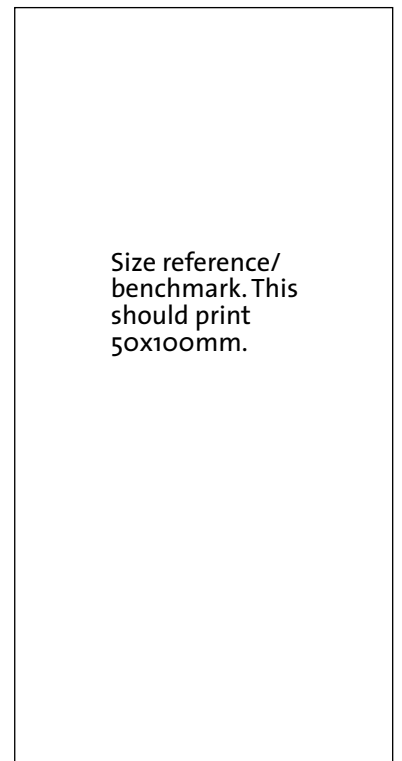 Size reference/
benchmark. This
should print
50x100mm.